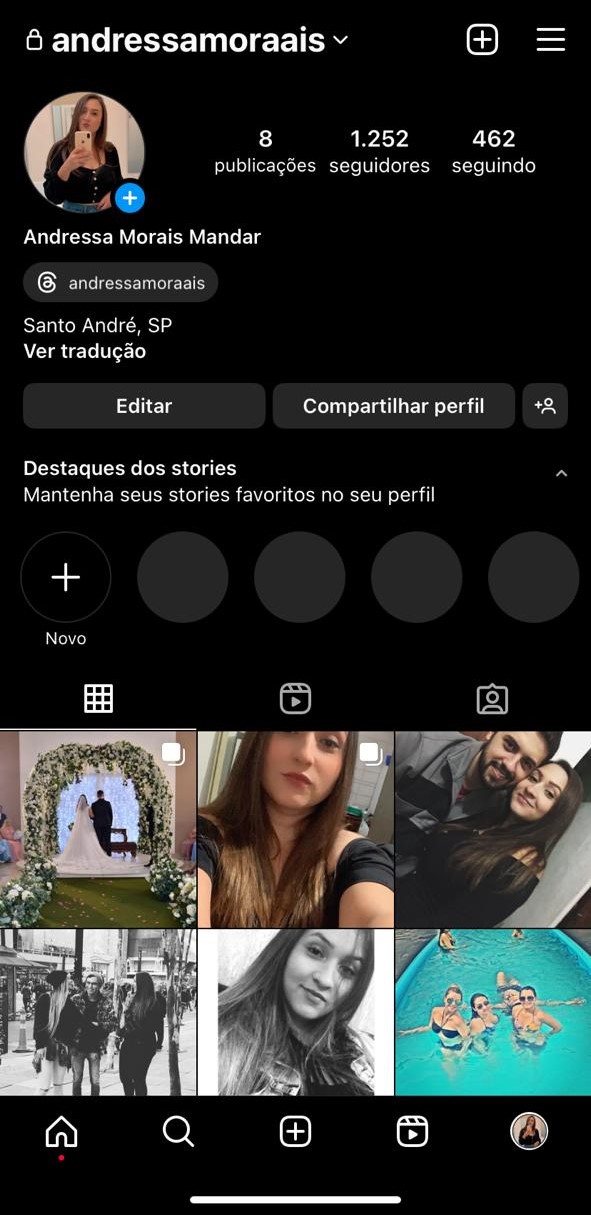 andressamoraais
8 1.252 462
publicações seguidores seguindo
Andressa Morais Mandar
andressamoraais
Santo André, SP
Ver tradução
Editar Compartilhar perfil
Destaques dos stories
Mantenha seus stories favoritos no seu perfil
Novo